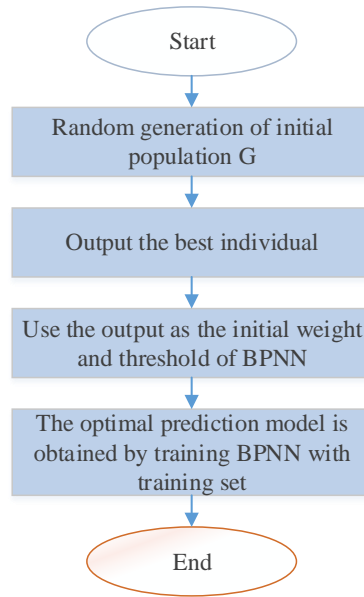 Start
Random generation of initial
population G
Output the best individual
Use the output as the initial weight
and threshold of BPNN
The optimal prediction model is
obtained by training BPNN with
training set
End